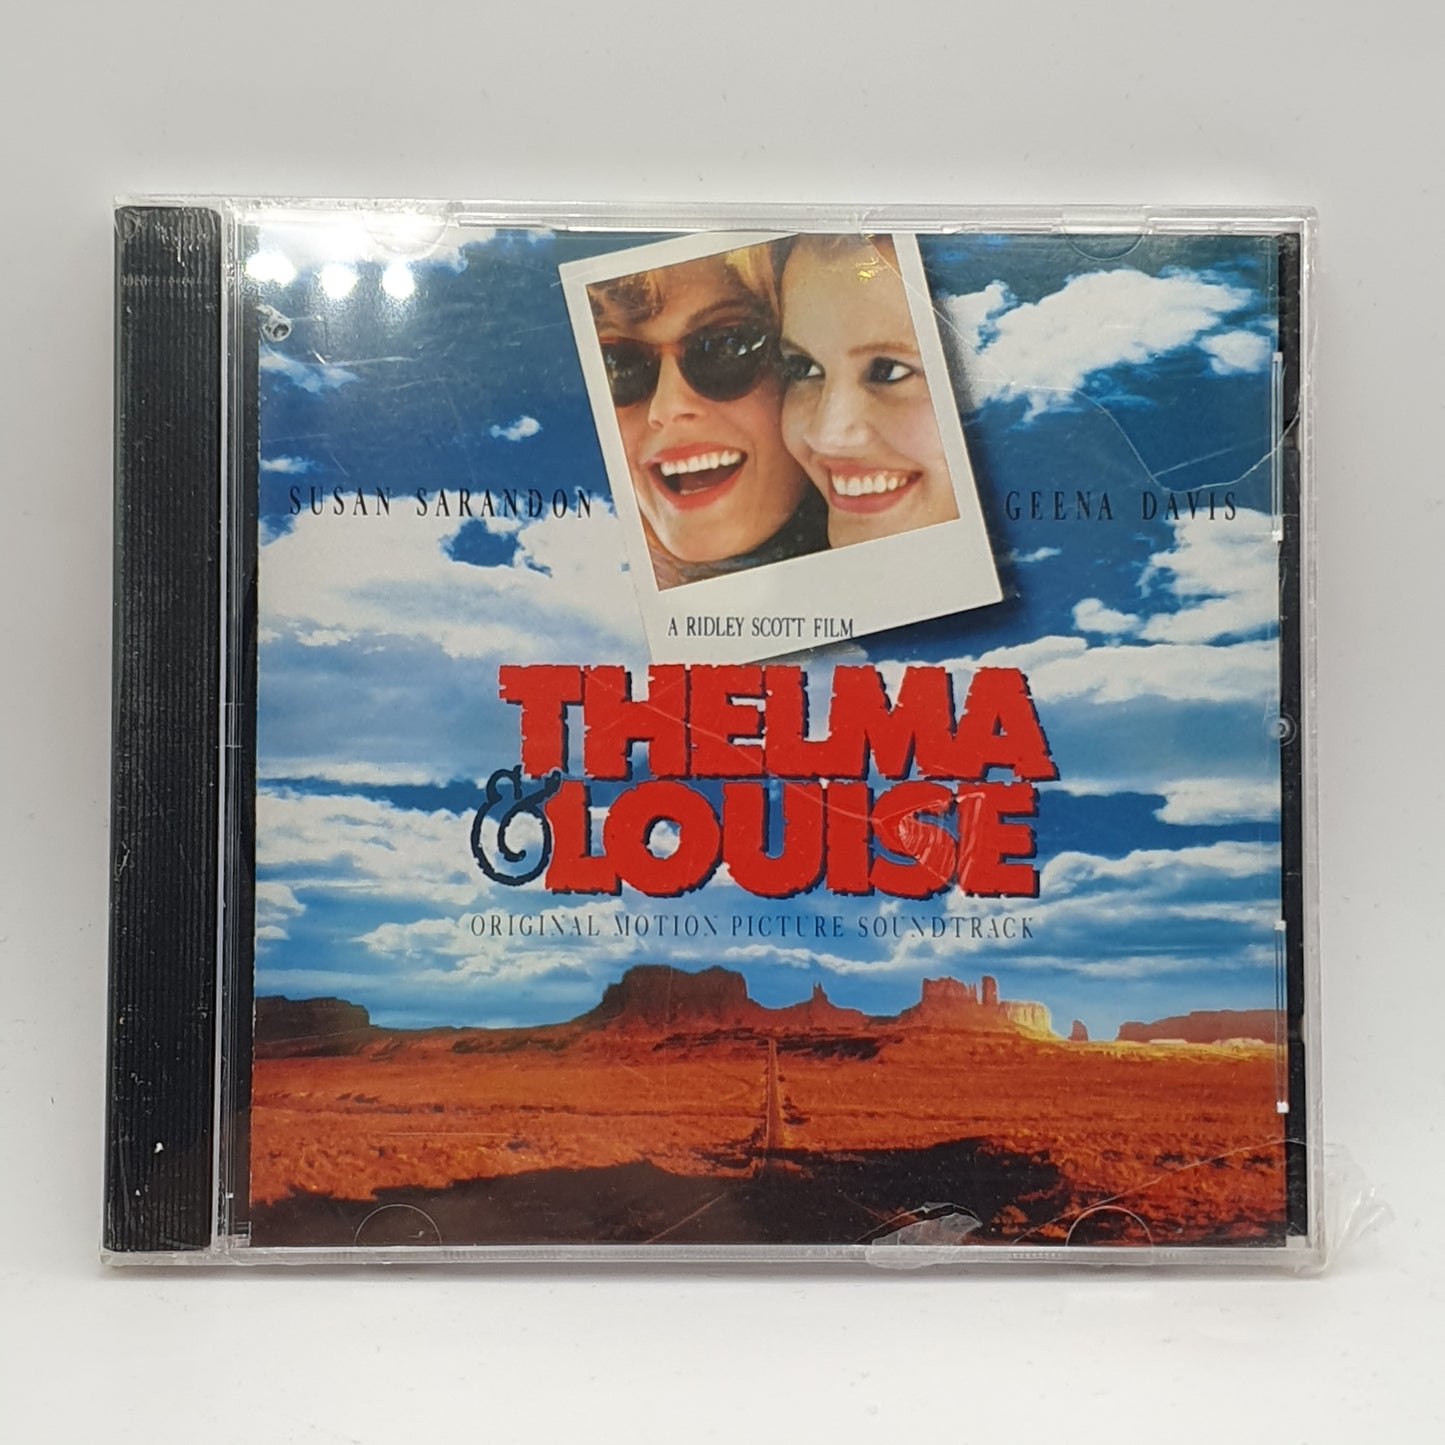 SUSAN SARANDON
GEENA DAVIS
A RIDLEY SCOTT FILM
THELMA
& LOUISE
ORIGINAL MOTION PICTURE SOUNDTRACK